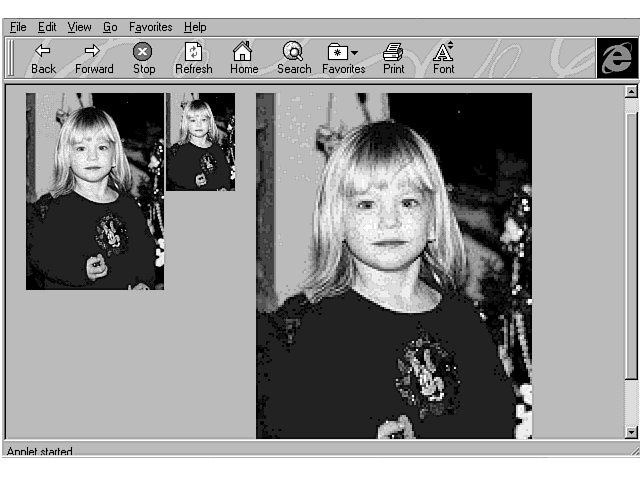 File Edit View Go Favorites Help
Back Forward Stop Refresh Home Search Favorites Print Font
Applet started